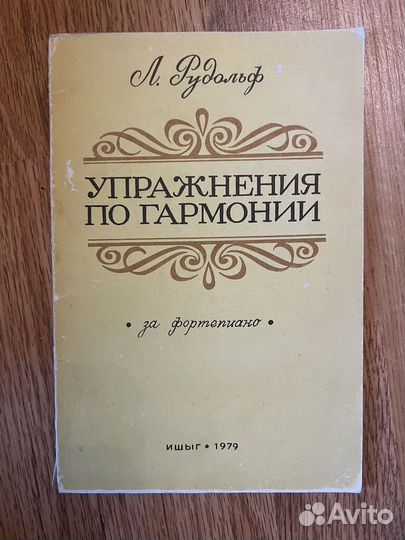 Л. Рудольф
УПРАЖНЕНИЯ
ПО ГАРМОНИИ
• за фортепиано •
ИШЫГ • 1979
Avito